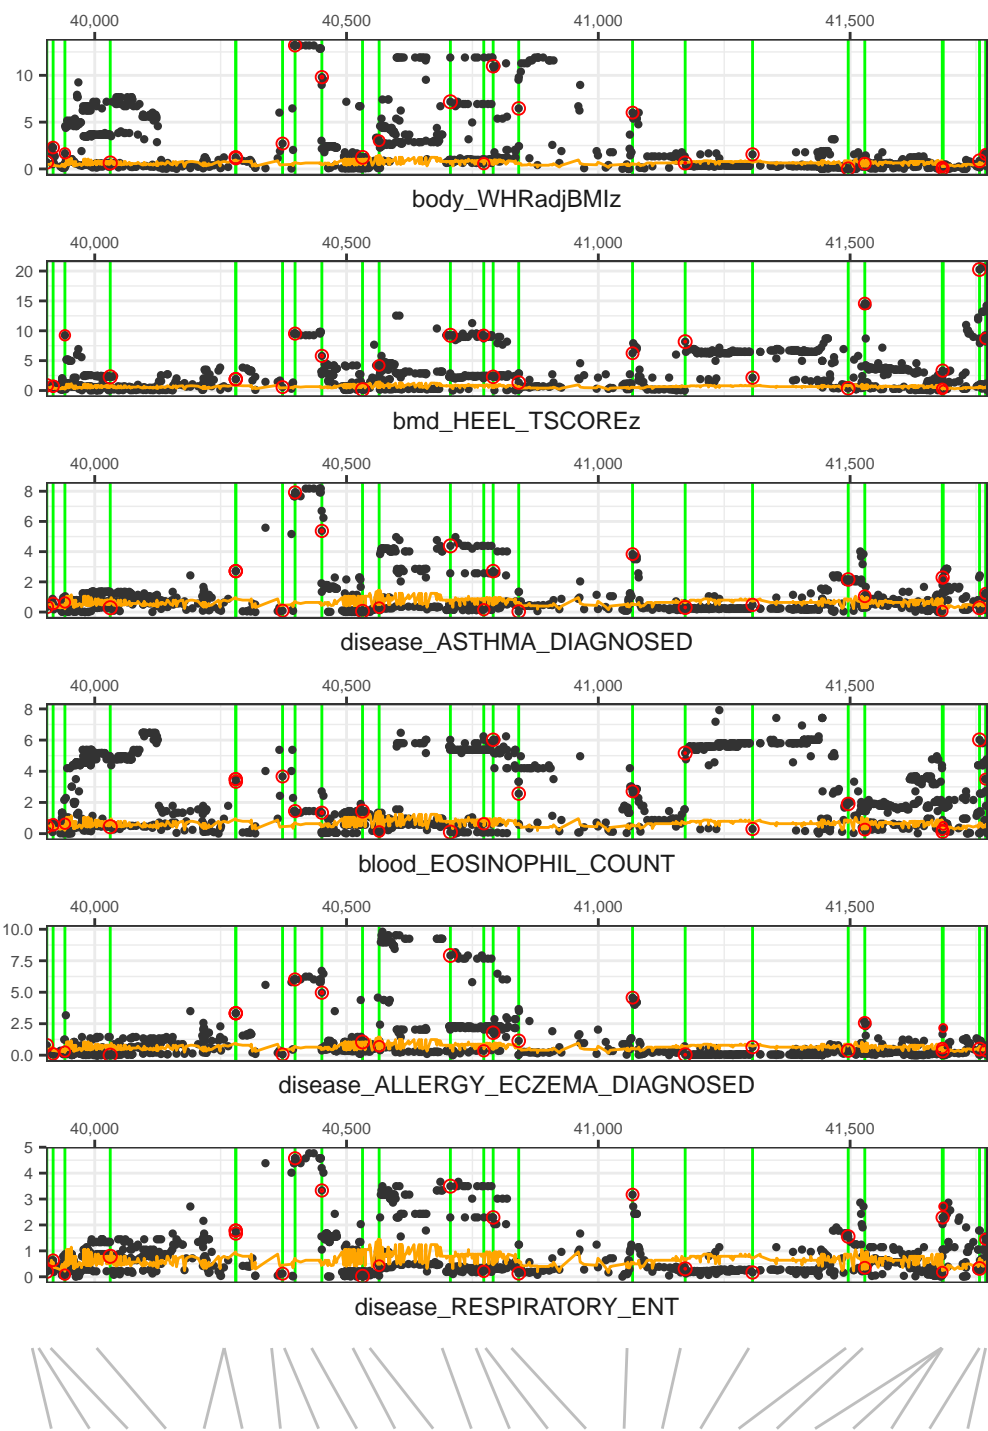 40,000 40,500 41,000 41,500
10
5
0
body_WHRadjBMIz
40,000 40,500 41,000 41,500
20
15
10
5
0
bmd_HEEL_TSCOREz
40,000 40,500 41,000 41,500
8
6
4
2
0
disease_ASTHMA_DIAGNOSED
40,000 40,500 41,000 41,500
8
6
4
2
0
blood_EOSINOPHIL_COUNT
40,000 40,500 41,000 41,500
10.0
7.5
5.0
2.5
0.0
disease_ALLERGY_ECZEMA_DIAGNOSED
40,000 40,500 41,000 41,500
5
4
3
2
1
0
disease_RESPIRATORY_ENT